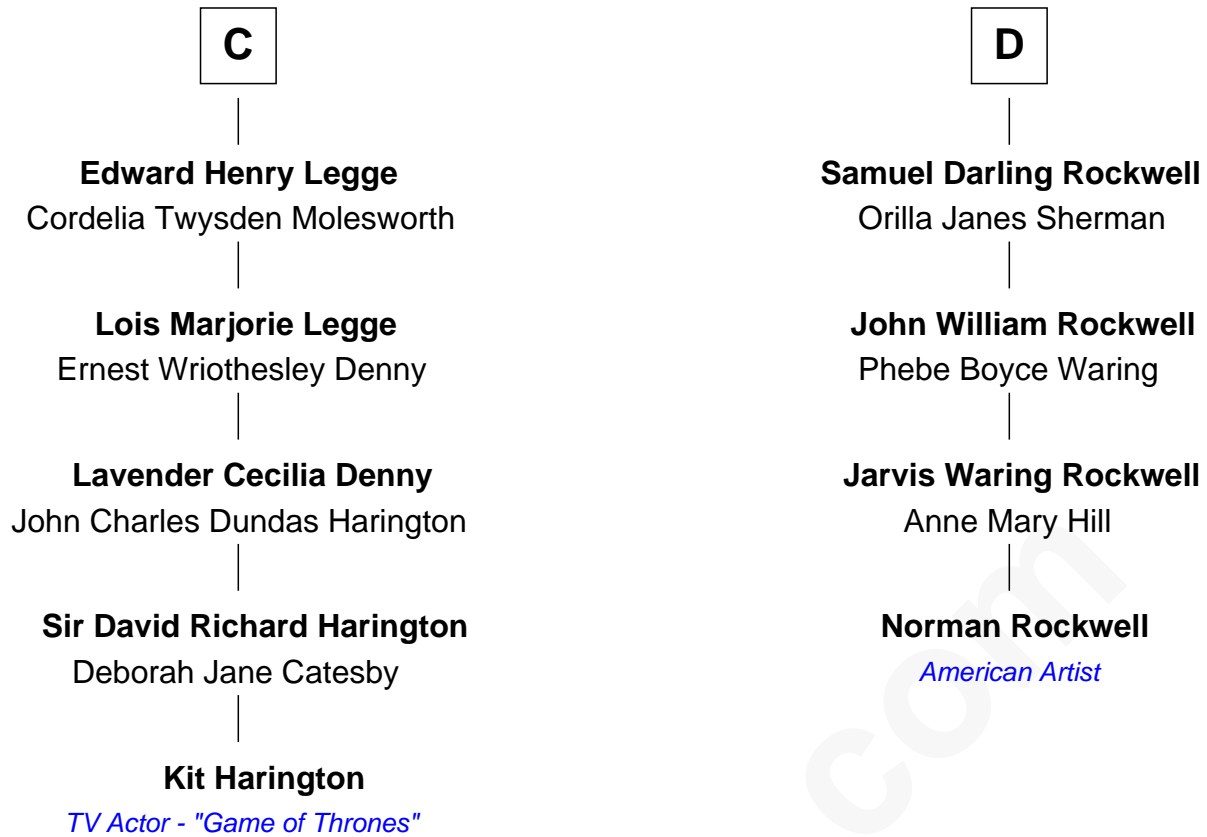 C
Edward Henry Legge
Cordelia Twysden Molesworth
Lois Marjorie Legge
Ernest Wriothesley Denny
Lavender Cecilia Denny
John Charles Dundas Harington
Sir David Richard Harington
Deborah Jane Catesby
Kit Harington
TV Actor - "Game of Thrones"
D
Samuel Darling Rockwell
Orilla Janes Sherman
John William Rockwell
Phebe Boyce Waring
Jarvis Waring Rockwell
Anne Mary Hill
Norman Rockwell
American Artist
com